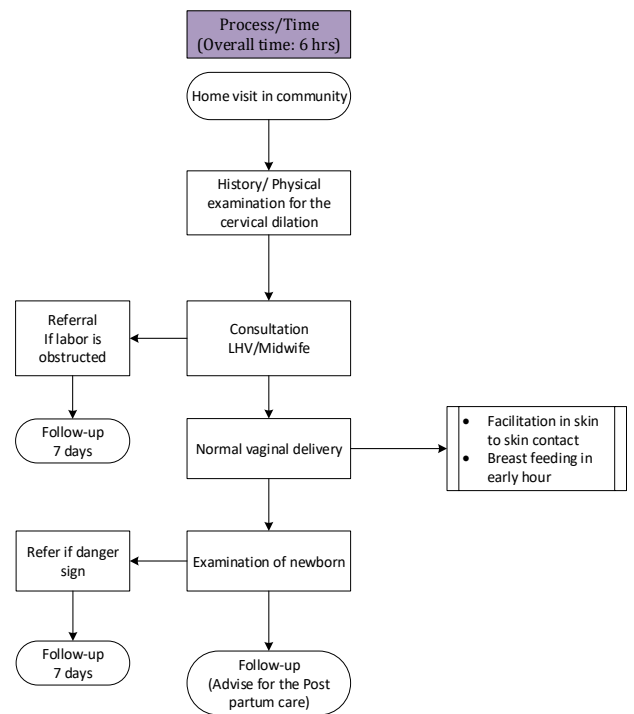 Process/Time
(Overall time: 6 hrs)
Home visit in community
History/ Physical
examination for the
cervical dilation
Referral
If labor is
obstructed
Consultation
LHV/Midwife
Follow-up
7 days
Normal vaginal delivery
• Facilitation in skin
to skin contact
• Breast feeding in
early hour
Refer if danger
sign
Examination of newborn
Follow-up
7 days
Follow-up
(Advise for the Post
partum care)